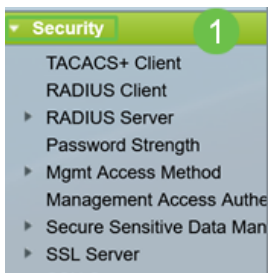 Security 1
TACACS+ Client
RADIUS Client
RADIUS Server
Password Strength
Mgmt Access Method
Management Access Authe
Secure Sensitive Data Man
SSL Server